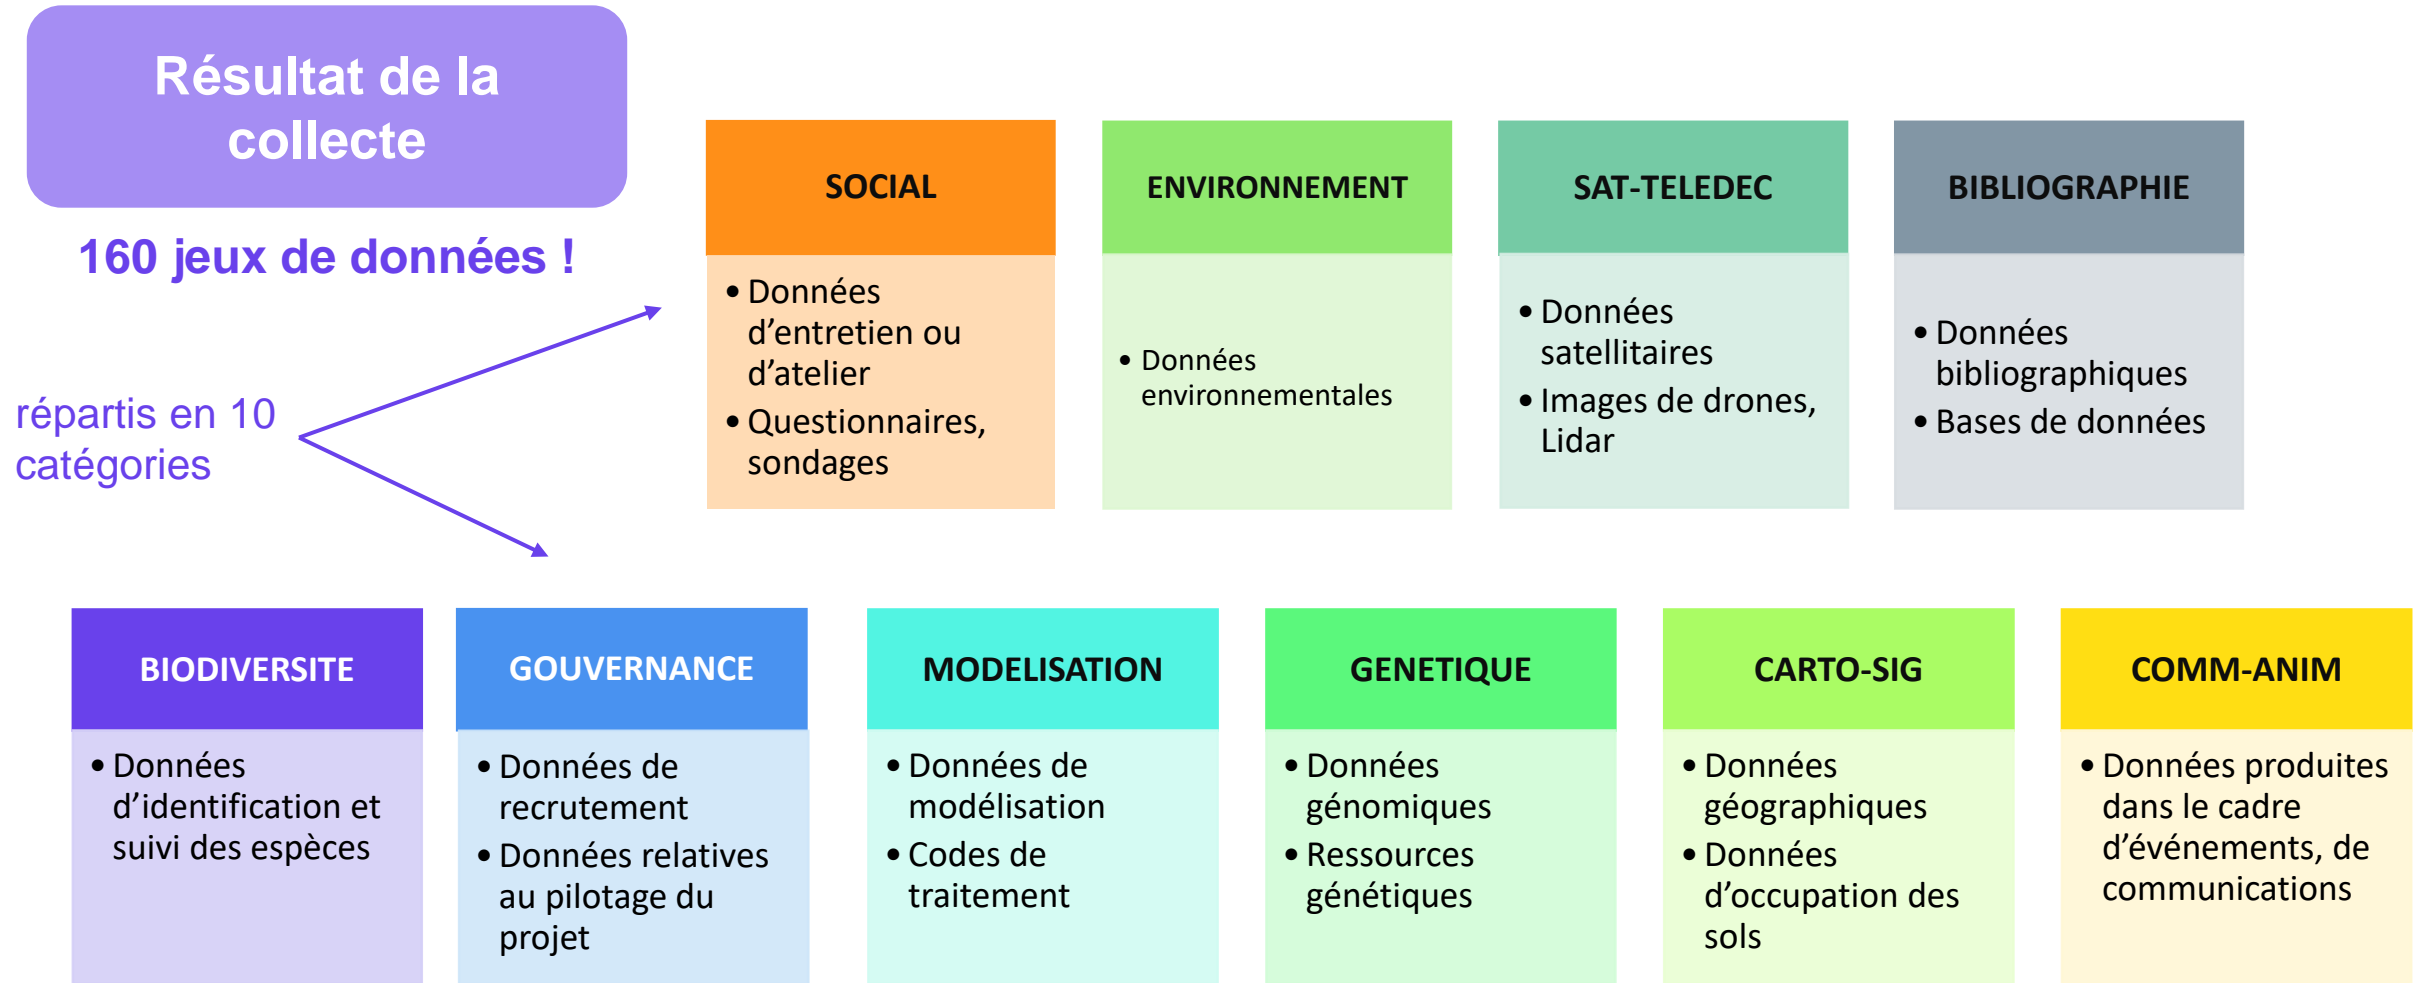 Résultat de la
collecte
160 jeux de données !
répartis en 10
catégories
SOCIAL
• Données
d’entretien ou
d’atelier
• Questionnaires,
sondages
ENVIRONNEMENT
• Données
environnementales
SAT-TELEDEC
• Données
satellitaires
• Images de drones,
Lidar
BIBLIOGRAPHIE
• Données
bibliographiques
• Bases de données
BIODIVERSITE
• Données
d’identification et
suivi des espèces
GOUVERNANCE
• Données de
recrutement
• Données relatives
au pilotage du
projet
MODELISATION
• Données de
modélisation
• Codes de
traitement
GENETIQUE
• Données
génomiques
• Ressources
génétiques
CARTO-SIG
• Données
géographiques
• Données
d’occupation des
sols
COMM-ANIM
• Données produites
dans le cadre
d’événements, de
communications